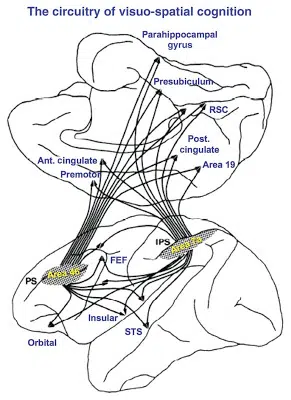 The circuitry of visuo-spatial cognition
Parahippocampal
gyrus
Presubiculum
RSC
Post.
cingulate
Ant. cingulate
Area 19
Premotor
IPS
Area 7a
FEF
PS
Area 46
Insular
STS
Orbital